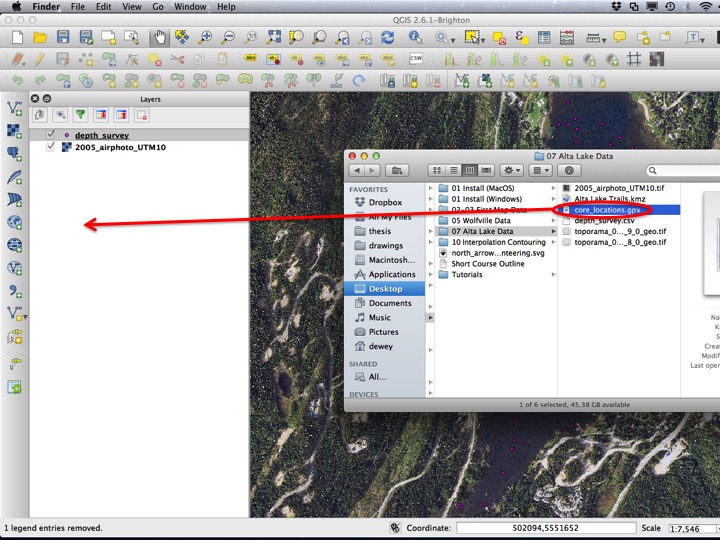 Finder File Edit View Go Window Help
QGIS 2.6.1-Brighton
CSW
Layers
depth_survey
2005_airphoto_UTM10
07 Alta Lake Data
FAVORITES
Dropbox
All My Files
thesis
drawings
Macintosh...
Applications
Desktop
Documents
Music
Pictures
dewey
SHARED
All...
DEVICES
01 Install (MacOS)
01 Install (Windows)
02-03 First Map Data
05 Wolfville Data
07 Alta Lake Data
10 Interpolation Contouring
north_arrow...nteering.svg
Short Course Outline
Tutorials
2005_airphoto_UTM10.tif
Alta Lake Trails.kmz
core_locations.gpx
depth_survey.csv
toporama_0..._6_0_geo.tif
toporama_0..._8_0_geo.tif
Na
K
Si
Creat
Modifi
Last oper
1 of 6 selected, 45.38 GB available
1 legend entries removed.
Coordinate: 502094,5551652 Scale 1:7,546